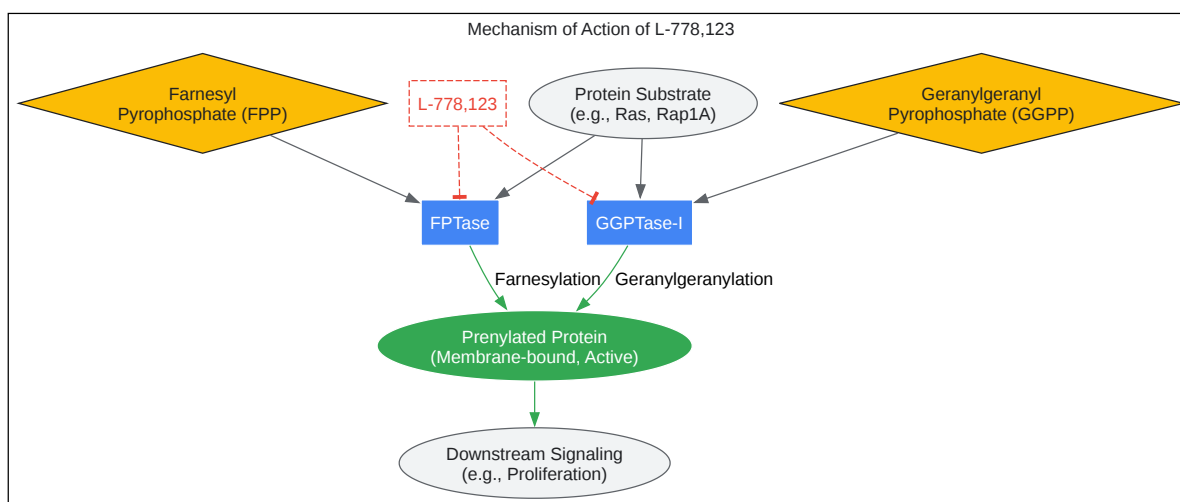 Mechanism of Action of L-778,123
Farnesyl
Pyrophosphate (FPP)
L-778,123
Protein Substrate
(e.g., Ras, Rap1A)
Geranylgeranyl
Pyrophosphate (GGPP)
FPTase
GGPTase-I
Farnesylation
Geranylgeranylation
Prenylated Protein
(Membrane-bound, Active)
Downstream Signaling
(e.g., Proliferation)